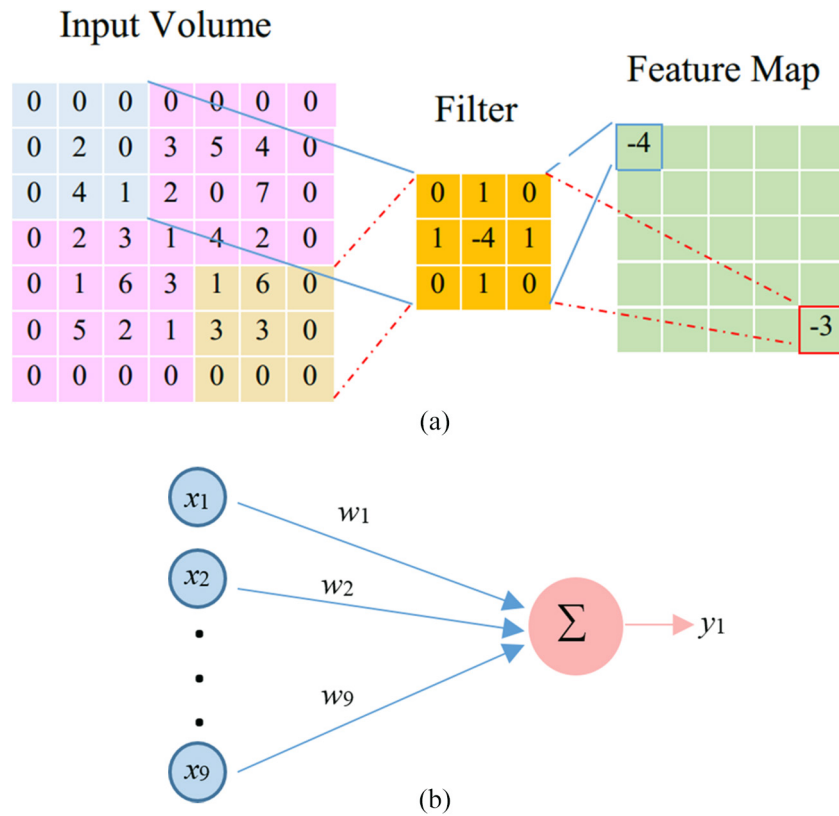 Input Volume
Filter
Feature Map
0 0 0 0 0 0 0
0 2 0 3 5 4 0
0 4 1 2 0 7 0
0 2 3 1 4 2 0
0 1 6 3 1 6 0
0 5 2 1 3 3 0
0 0 0 0 0 0 0
0 1 0
1 -4 1
0 1 0
-4
-3
(a)
x1
x2
x9
w1
w2
w9
∑
y1
(b)